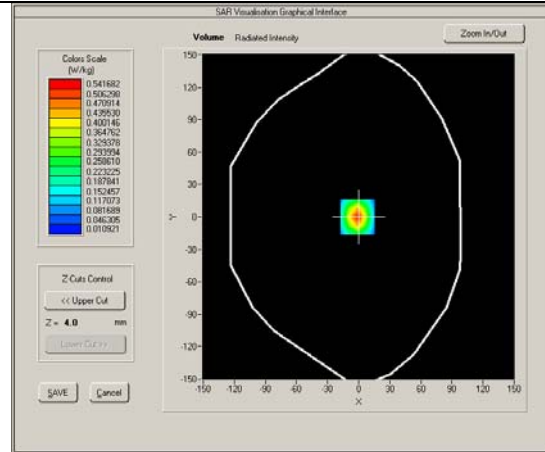 SAR Visualisation Graphical Interface
Volume Radiated Intensity
Zoom In/Out
Colors Scale
(W/kg)
0.541682
0.506298
0.470914
0.435530
0.400146
0.364762
0.329378
0.293994
0.258610
0.223225
0.187841
0.152457
0.117073
0.081689
0.046305
0.010921
Z-Cuts Control
<< Upper Cut
Z = 4.0 mm
Lower Cut >>
SAVE
Cancel
150-
120-
90-
60-
30-
Y 0-
-30-
-60-
-90-
-120-
-150-
-150 -120 -90 -60 -30 0 30 60 90 120 150
X